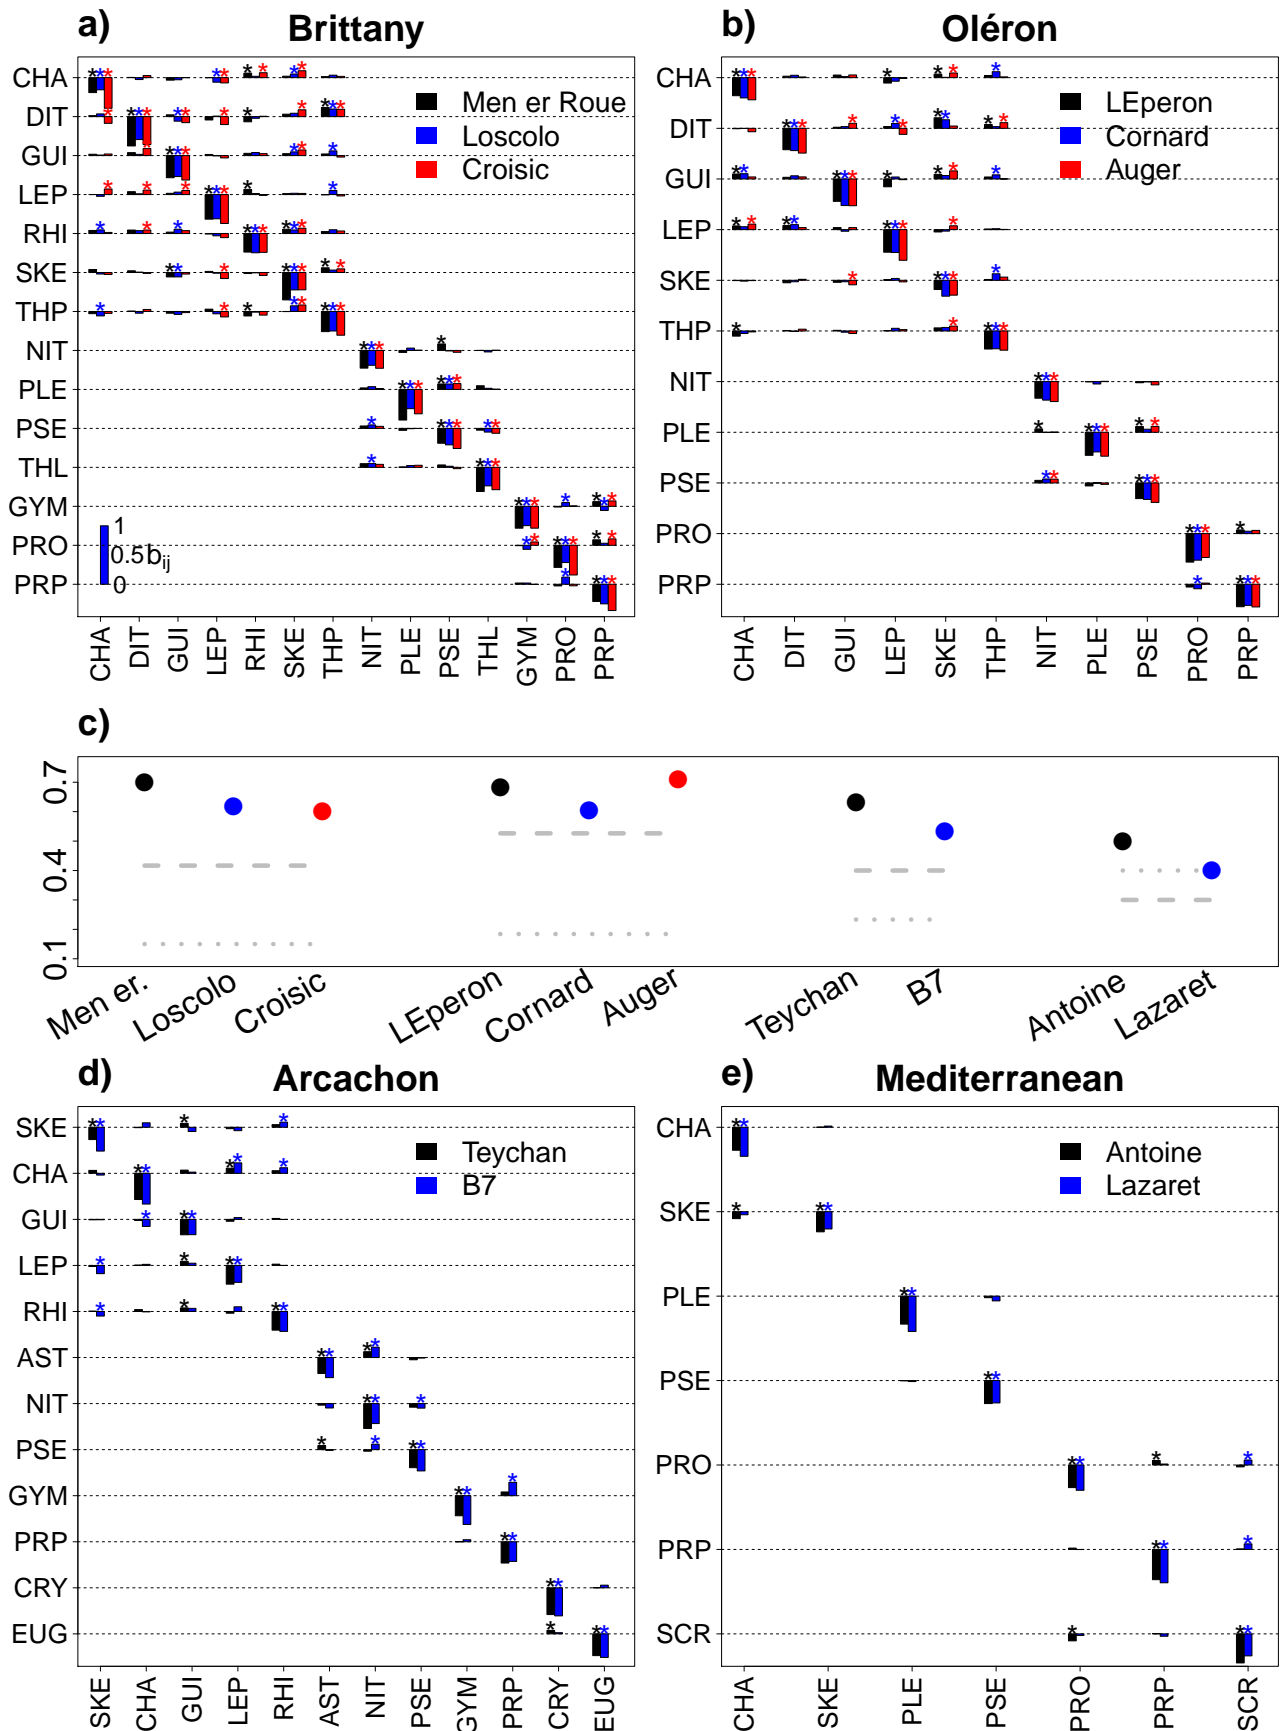 a)
Brittany
CHA
DIT
GUI
LEP
RHI
SKE
THP
NIT
PLE
PSE
THL
GYM
PRO
PRP
Men er Roue
Loscolo
Croisic
1
0.5 bij
0
CHA DIT GUI LEP RHI SKE THP NIT PLE PSE THL GYM PRO PRP
b)
Oléron
CHA
DIT
GUI
LEP
SKE
THP
NIT
PLE
PSE
PRO
PRP
LEperon
Cornard
Auger
CHA DIT GUI LEP SKE THP NIT PLE PSE PRO PRP
c)
0.7
0.4
0.1
Men er. Loscolo Croisic LEperon Cornard Auger Teychan B7 Antoine Lazaret
d)
Arcachon
SKE
CHA
GUI
LEP
RHI
AST
NIT
PSE
GYM
PRP
CRY
EUG
Teychan
B7
SKE CHA GUI LEP RHI AST NIT PSE GYM PRP CRY EUG
e)
Mediterranean
CHA
SKE
PLE
PSE
PRO
PRP
SCR
Antoine
Lazaret
CHA SKE PLE PSE PRO PRP SCR